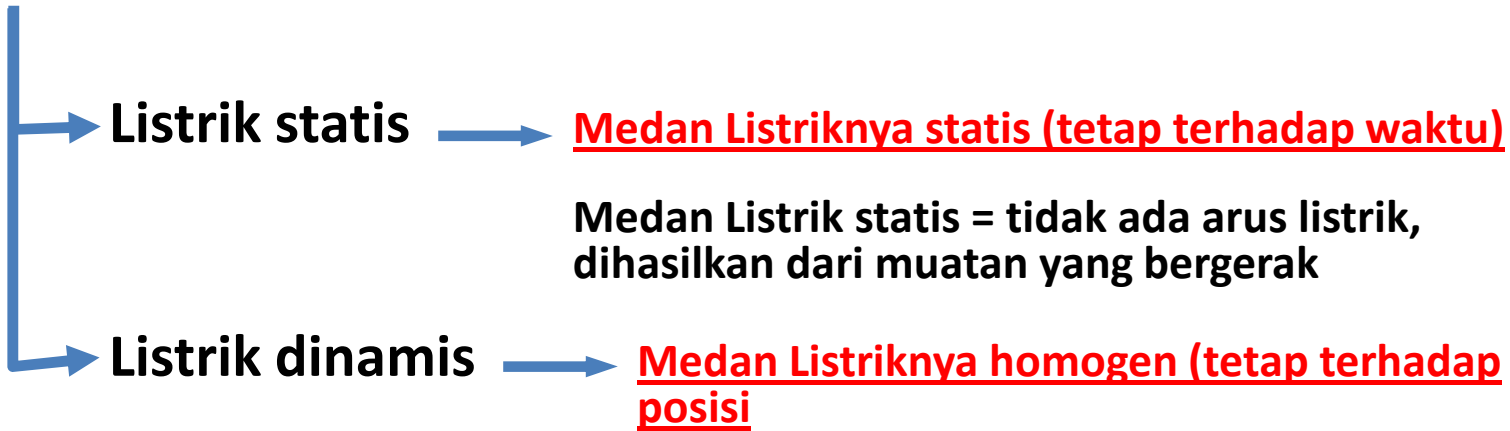 Listrik statis
Medan Listriknya statis (tetap terhadap waktu)
Medan Listrik statis = tidak ada arus listrik,
dihasilkan dari muatan yang bergerak
Listrik dinamis
Medan Listriknya homogen (tetap terhadap
posisi